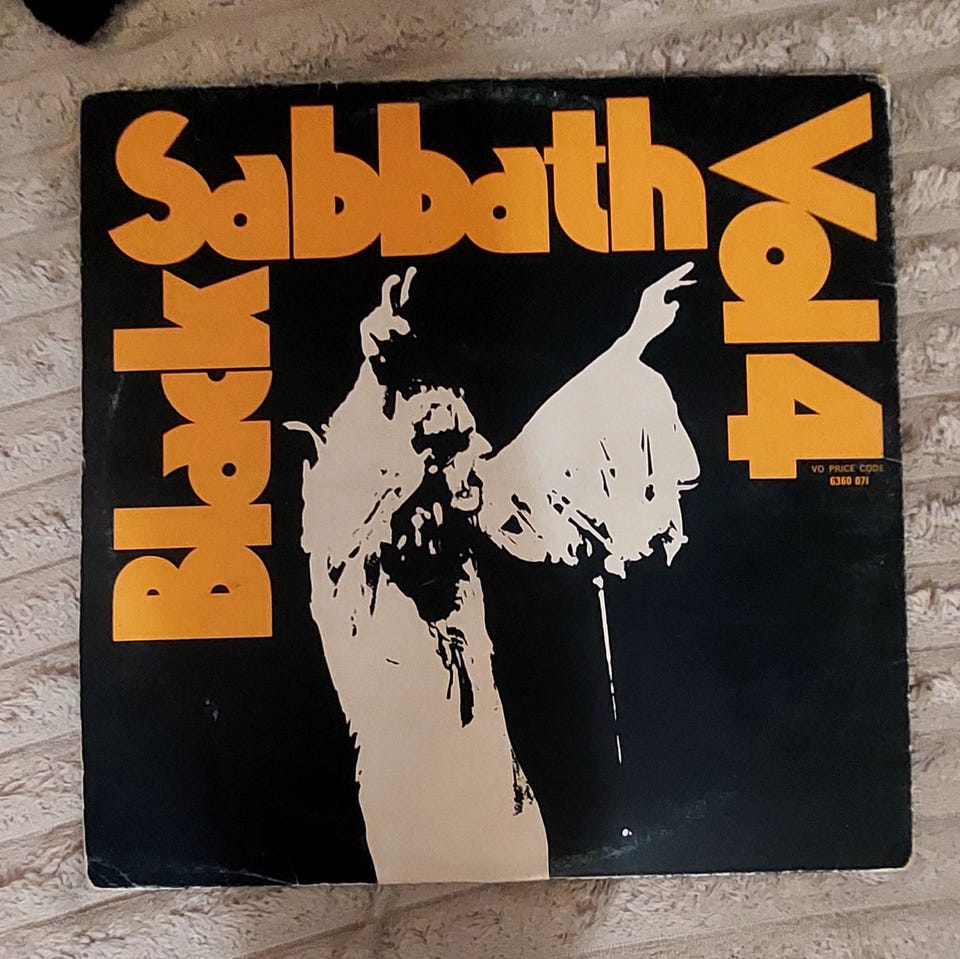 Black
Sabbath
Vol 4
VO PRICE CODE
6360 071